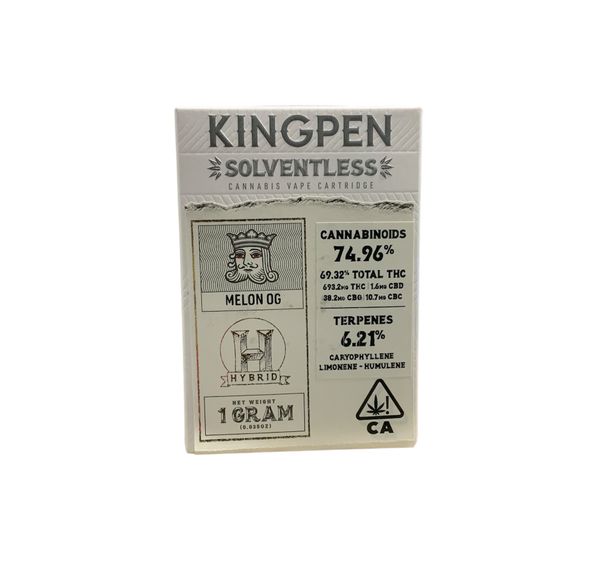 KINGPEN
SOLVENTLESS
CANNABIS VAPE CARTRIDGE
MELON OG
H
HYBRID
NET WEIGHT
1 GRAM
(0.035OZ)
CANNABINOIDS
74.96%
69.32% TOTAL THC
693.2MG THC | 1.6MG CBD
38.2MG CBG | 10.7MG CBC
TERPENES
6.21%
CARYOPHYLLENE
LIMONENE - HUMULENE
!
CA